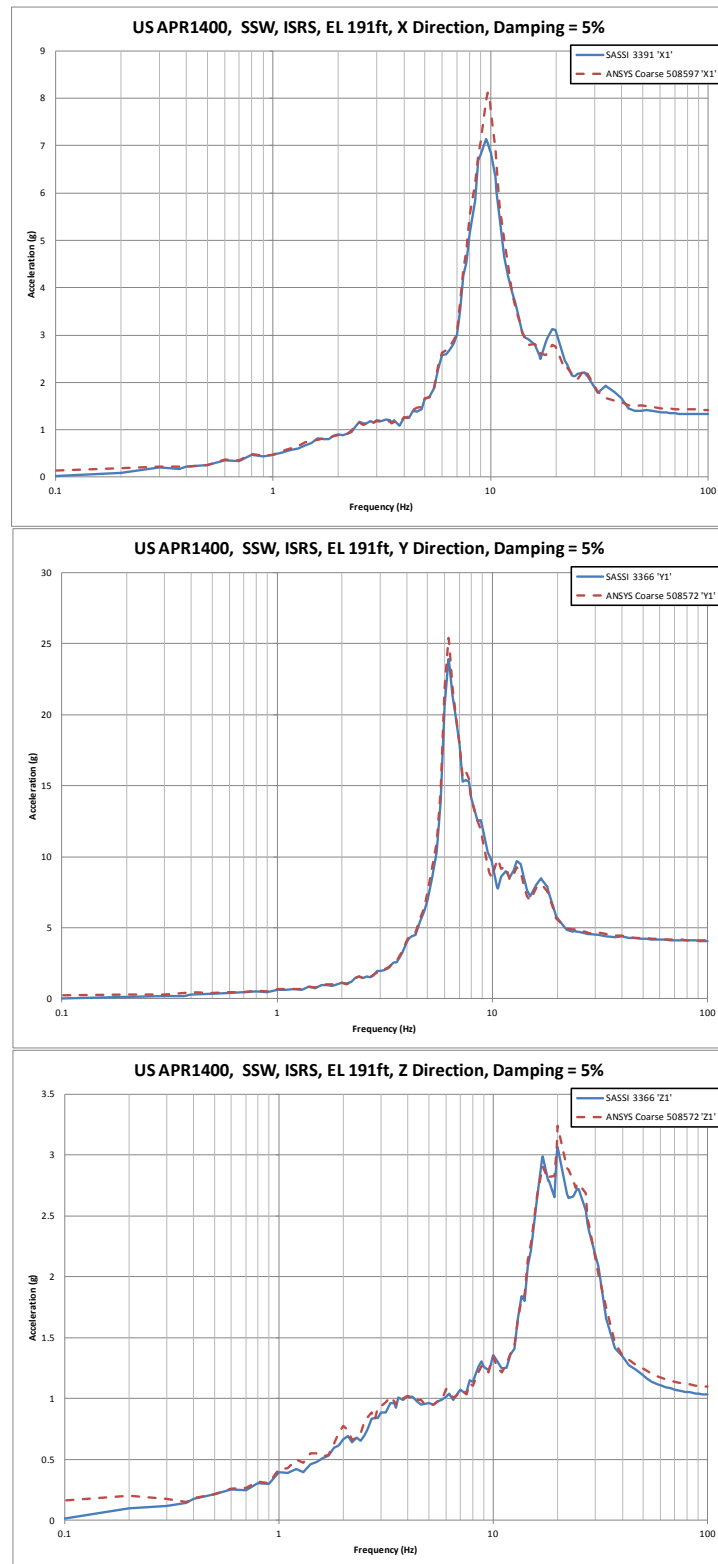 US APR1400, SSW, ISRS, EL 191ft, X Direction, Damping = 5%
SASSI 3391 'X1'
ANSYS Coarse 508597 'X1'
9
8
7
6
5
4
3
2
1
0
Acceleration (g)
0.1 1 10 100
Frequency (Hz)
US APR1400, SSW, ISRS, EL 191ft, Y Direction, Damping = 5%
SASSI 3366 'Y1'
ANSYS Coarse 508572 'Y1'
30
25
20
15
10
5
0
Acceleration (g)
0.1 1 10 100
Frequency (Hz)
US APR1400, SSW, ISRS, EL 191ft, Z Direction, Damping = 5%
SASSI 3366 'Z1'
ANSYS Coarse 508572 'Z1'
3.5
3
2.5
2
1.5
1
0.5
0
Acceleration (g)
0.1 1 10 100
Frequency (Hz)